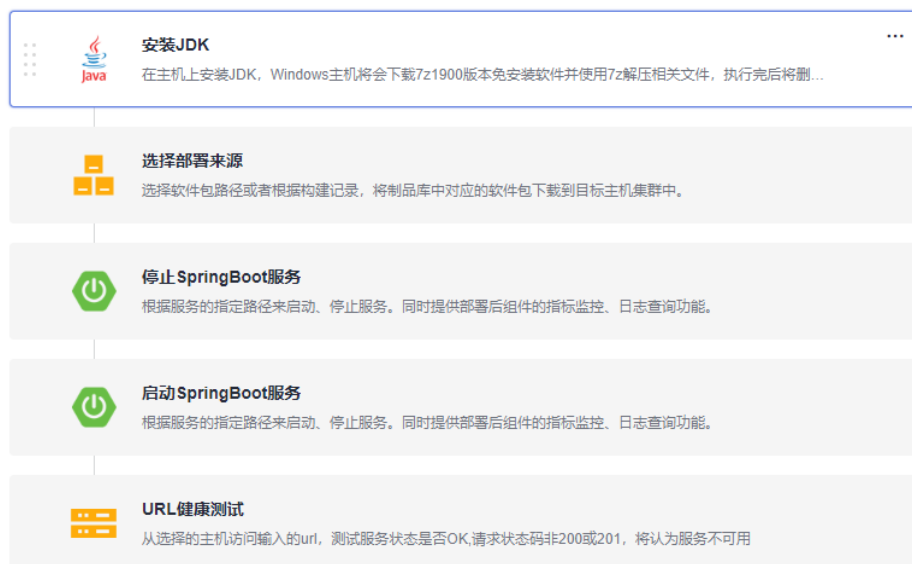 安装JDK
Java
在主机上安装JDK，Windows主机将会下载7z1900版本免安装软件并使用7z解压相关文件，执行完后将删…
选择部署来源
选择软件包路径或者根据构建记录，将制品库中对应的软件包下载到目标主机集群中。
停止SpringBoot服务
根据服务的指定路径来启动、停止服务。同时提供部署后组件的指标监控、日志查询功能。
启动SpringBoot服务
根据服务的指定路径来启动、停止服务。同时提供部署后组件的指标监控、日志查询功能。
URL健康测试
从选择的主机访问输入的url，测试服务状态是否OK,请求状态码非200或201，将认为服务不可用